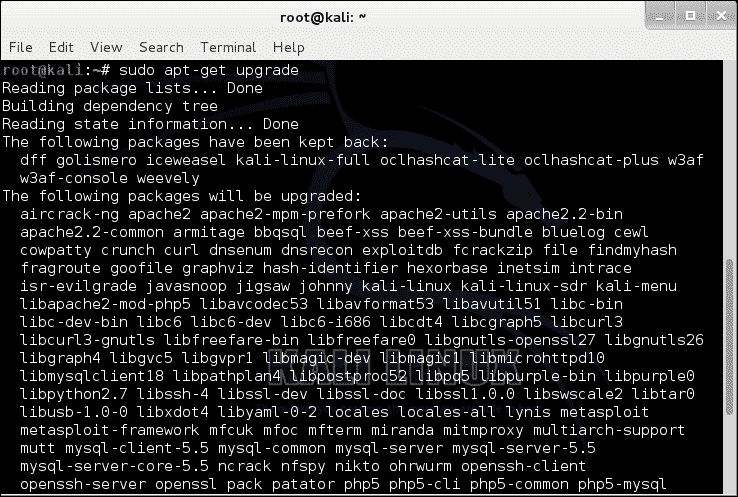 root@kali: ~
File Edit View Search Terminal Help
root@kali:~# sudo apt-get upgrade
Reading package lists... Done
Building dependency tree
Reading state information... Done
The following packages have been kept back:
dff golismero iceweasel kali-linux-full oclhashcat-lite oclhashcat-plus w3af
w3af-console weevely
The following packages will be upgraded:
aircrack-ng apache2 apache2-mpm-prefork apache2-utils apache2.2-bin
apache2.2-common armitage bbqsql beef-xss beef-xss-bundle bluelog cewl
cowpatty crunch curl dnsenum dnsrecon exploitdb fcrackzip file findmyhash
fragroute goofile graphviz hash-identifier hexorbase inetsim intrace
isr-evilgrade javasnoop jigsaw johnny kali-linux kali-linux-sdr kali-menu
libapache2-mod-php5 libavcodec53 libavformat53 libavutil51 libc-bin
libc-dev-bin libc6 libc6-dev libc6-i686 libcdt4 libcgraph5 libcurl3
libcurl3-gnutls libfreefare-bin libfreefare0 libgnutls-openssl27 libgnutls26
libgraph4 libgvc5 libgvpr1 libmagic-dev libmagic1 libmicrohttpd10
libmysqlclient18 libpathplan4 libpostproc52 libpq5 libpurple-bin libpurple0
libpython2.7 libssh-4 libssl-dev libssl-doc libssl1.0.0 libswscale2 libtar0
libusb-1.0-0 libxdot4 libyaml-0-2 locales locales-all lynis metasploit
metasploit-framework mfcuk mfoc mfterm miranda mitmproxy multiarch-support
mutt mysql-client-5.5 mysql-common mysql-server mysql-server-5.5
mysql-server-core-5.5 ncrack nfspy nikto ohrwurm openssh-client
openssh-server openssl pack patator php5 php5-cli php5-common php5-mysql
KALI LINUX